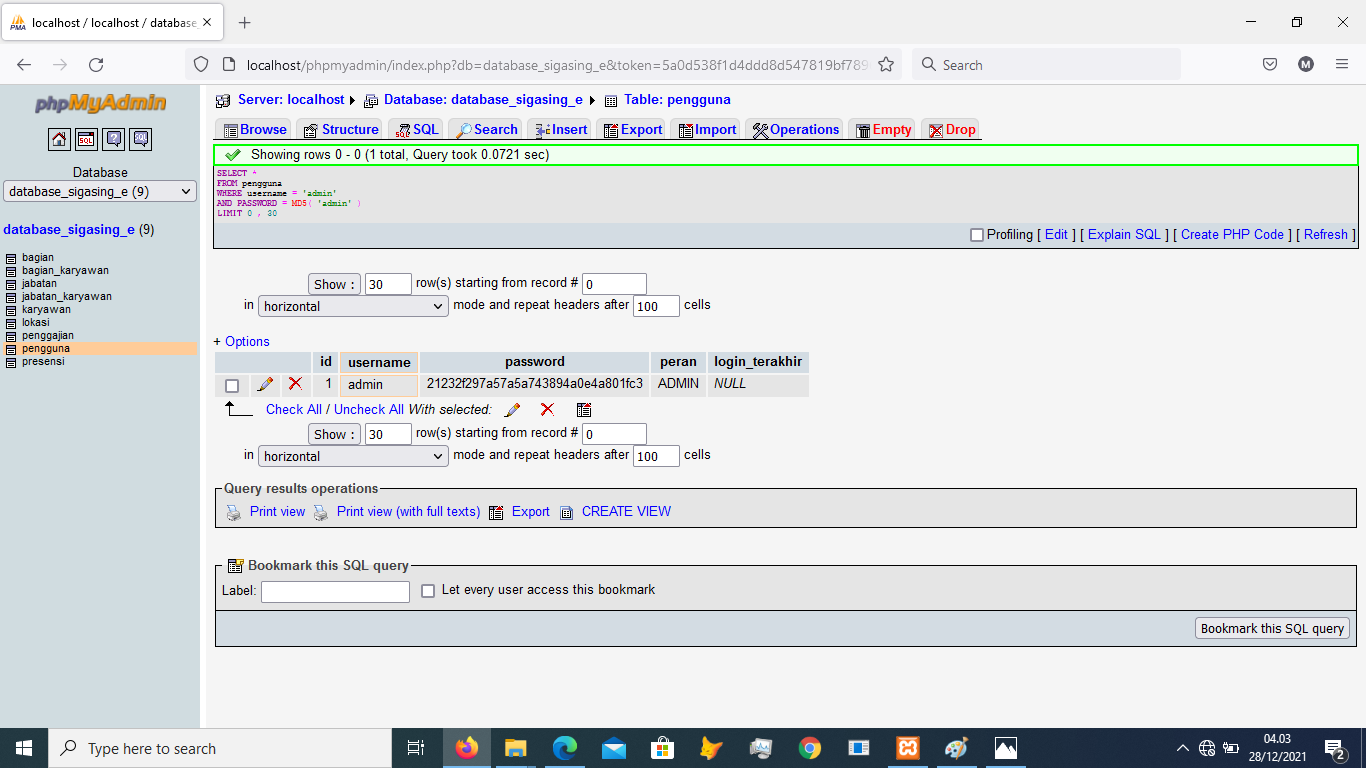 localhost / localhost / database_
localhost/phpmyadmin/index.php?db=database_sigasing_e&token=5a0d538f1d4ddd8d547819bf789
Search
M
phpMyAdmin
Server: localhost Database: database_sigasing_e Table: pengguna
Browse Structure SQL Search Insert Export Import Operations Empty Drop
Database
database_sigasing_e (9)
database_sigasing_e (9)
bagian
bagian_karyawan
jabatan
jabatan_karyawan
karyawan
lokasi
penggajian
pengguna
presensi
Showing rows 0 - 0 (1 total, Query took 0.0721 sec)
SELECT *
FROM pengguna
WHERE username = 'admin'
AND PASSWORD = MD5( 'admin' )
LIMIT 0 , 30
Profiling [ Edit ] [ Explain SQL ] [ Create PHP Code ] [ Refresh ]
Show : 30 row(s) starting from record # 0
in horizontal mode and repeat headers after 100 cells
+ Options
id username password peran login_terakhir
1 admin 21232f297a57a5a743894a0e4a801fc3 ADMIN NULL
Check All / Uncheck All With selected:
Show : 30 row(s) starting from record # 0
in horizontal mode and repeat headers after 100 cells
Query results operations
Print view Print view (with full texts) Export CREATE VIEW
Bookmark this SQL query
Label: Let every user access this bookmark
Bookmark this SQL query
Type here to search
04.03
28/12/2021
2